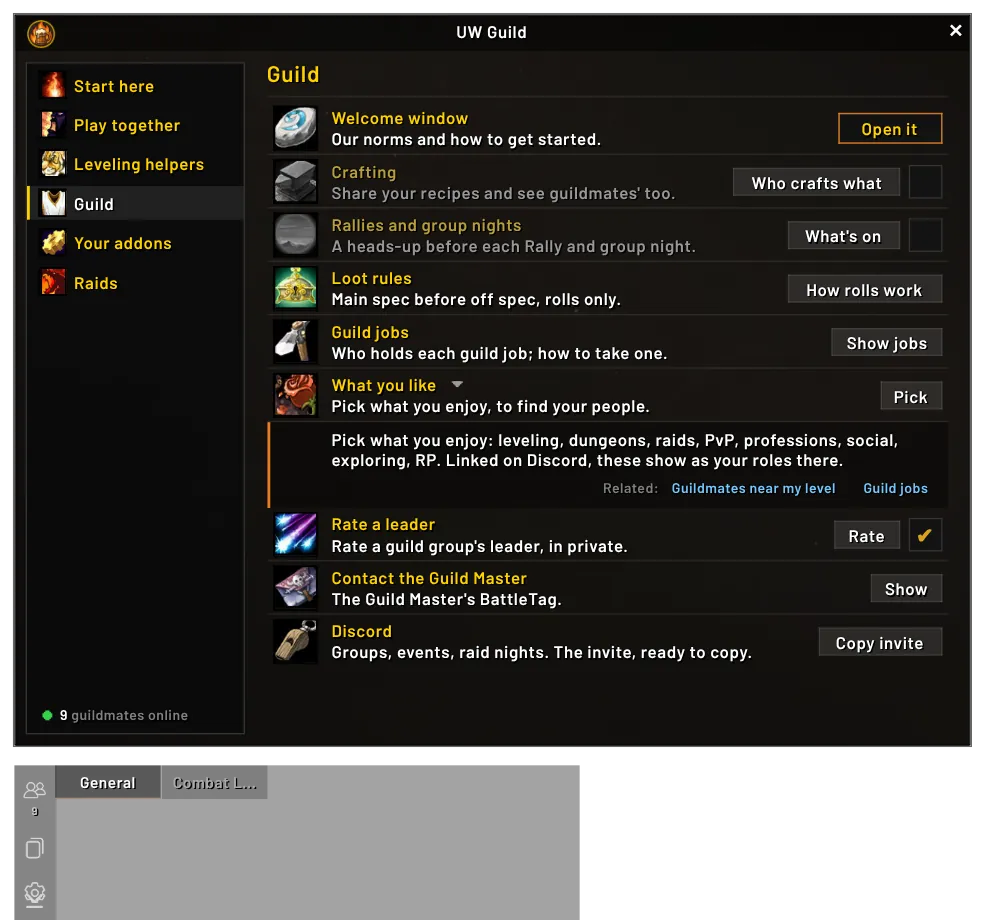 UW Guild
Start here
Play together
Leveling helpers
Guild
Your addons
Raids
9 guildmates online
Guild
Welcome window
Our norms and how to get started.
Open it
Crafting
Share your recipes and see guildmates' too.
Who crafts what
Rallies and group nights
A heads-up before each Rally and group night.
What's on
Loot rules
Main spec before off spec, rolls only.
How rolls work
Guild jobs
Who holds each guild job; how to take one.
Show jobs
What you like
Pick what you enjoy, to find your people.
Pick
Pick what you enjoy: leveling, dungeons, raids, PvP, professions, social,
exploring, RP. Linked on Discord, these show as your roles there.
Related: Guildmates near my level Guild jobs
Rate a leader
Rate a guild group's leader, in private.
Rate
Contact the Guild Master
The Guild Master's BattleTag.
Show
Discord
Groups, events, raid nights. The invite, ready to copy.
Copy invite
General
Combat L...
9